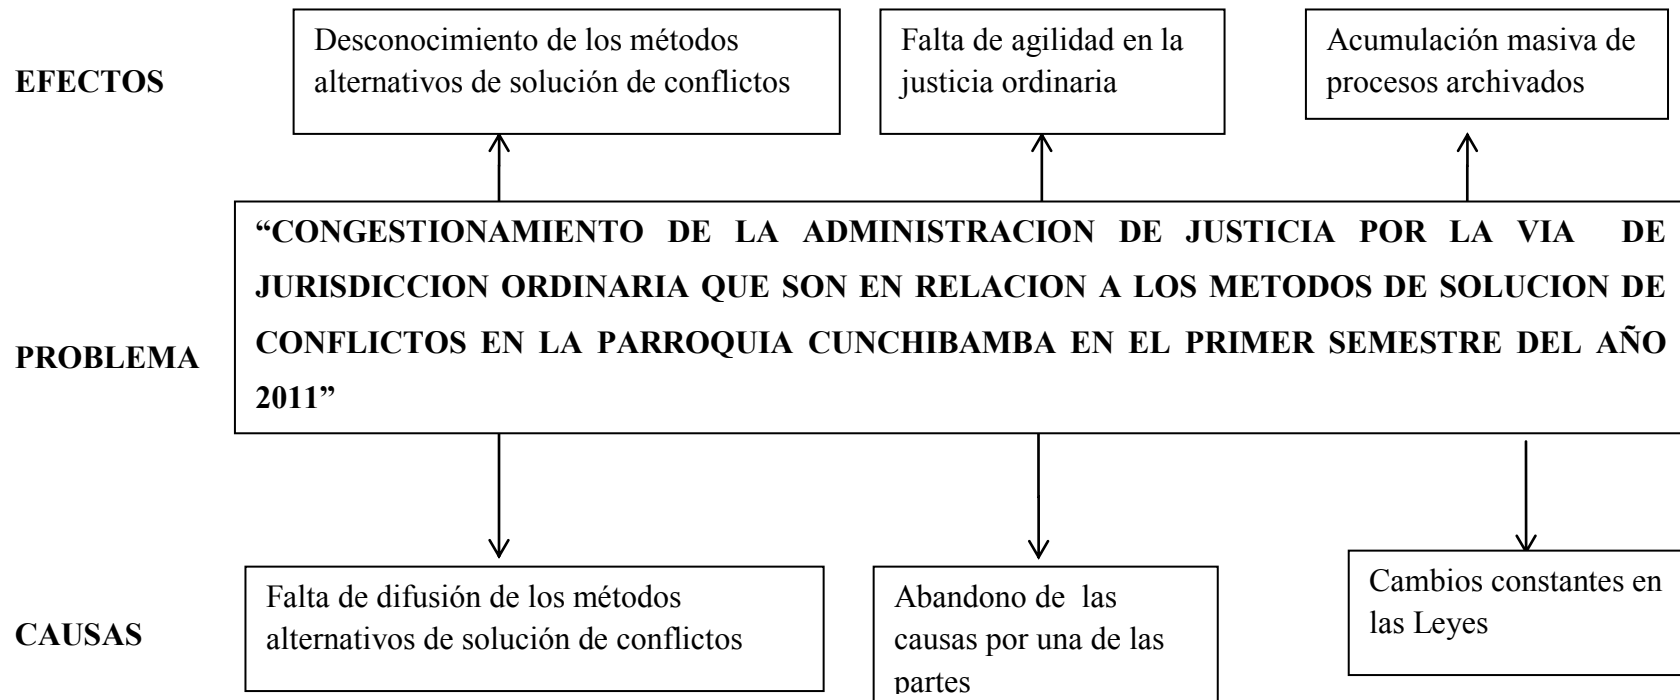 EFECTOS
Desconocimiento de los métodos
alternativos de solución de conflictos
Falta de agilidad en la
justicia ordinaria
Acumulación masiva de
procesos archivados
PROBLEMA
“CONGESTIONAMIENTO DE LA ADMINISTRACION DE JUSTICIA POR LA VIA DE
JURISDICCION ORDINARIA QUE SON EN RELACION A LOS METODOS DE SOLUCION DE
CONFLICTOS EN LA PARROQUIA CUNCHIBAMBA EN EL PRIMER SEMESTRE DEL AÑO
2011”
CAUSAS
Falta de difusión de los métodos
alternativos de solución de conflictos
Abandono de las
causas por una de las
partes
Cambios constantes en
las Leyes